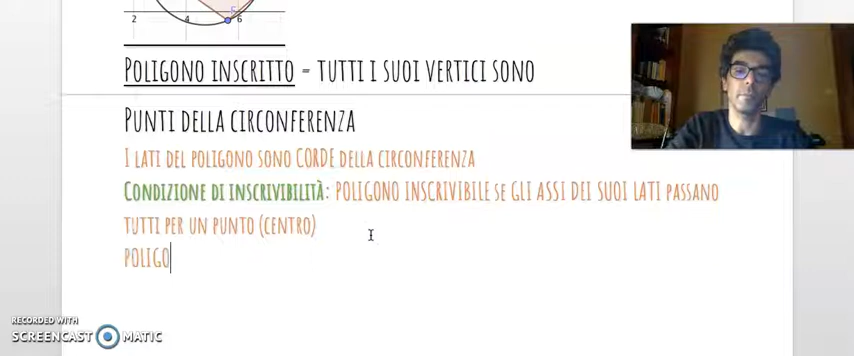 2 4 5 6
POLIGONO INSCRITTO = TUTTI I SUOI VERTICI SONO
PUNTI DELLA CIRCONFERENZA
I LATI DEL POLIGONO SONO CORDE DELLA CIRCONFERENZA
CONDIZIONE DI INSCRIVIBILITÀ: POLIGONO INSCRIVIBILE SE GLI ASSI DEI SUOI LATI PASSANO
TUTTI PER UN PUNTO (CENTRO)
POLIGO
RECORDED WITH
SCREENCAST MATIC